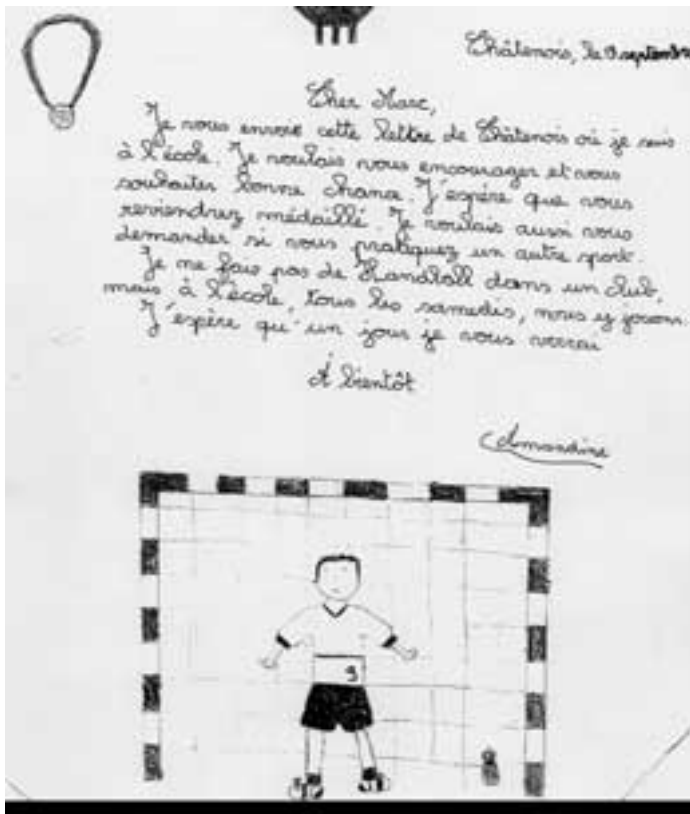 Châtenois, le septembre
Cher Marc,
Je vous envoie cette lettre de Châtenois où je suis
à l'école. Je voulais vous encourager et vous
souhaiter bonne chance. J'espère que vous
reviendrez médaillé. Je voulais aussi vous
demander si vous pratiquez un autre sport.
Je ne fais pas de Handball dans un club,
mais à l'école, tous les samedis, nous y jouons.
J'espère qu'un jour je vous verrai
À bientôt
Amandine
9